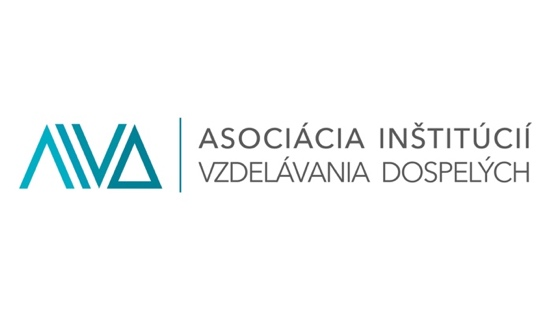 AIVD
ASOCIÁCIA INŠTITÚCIÍ
VZDELÁVANIA DOSPELÝCH